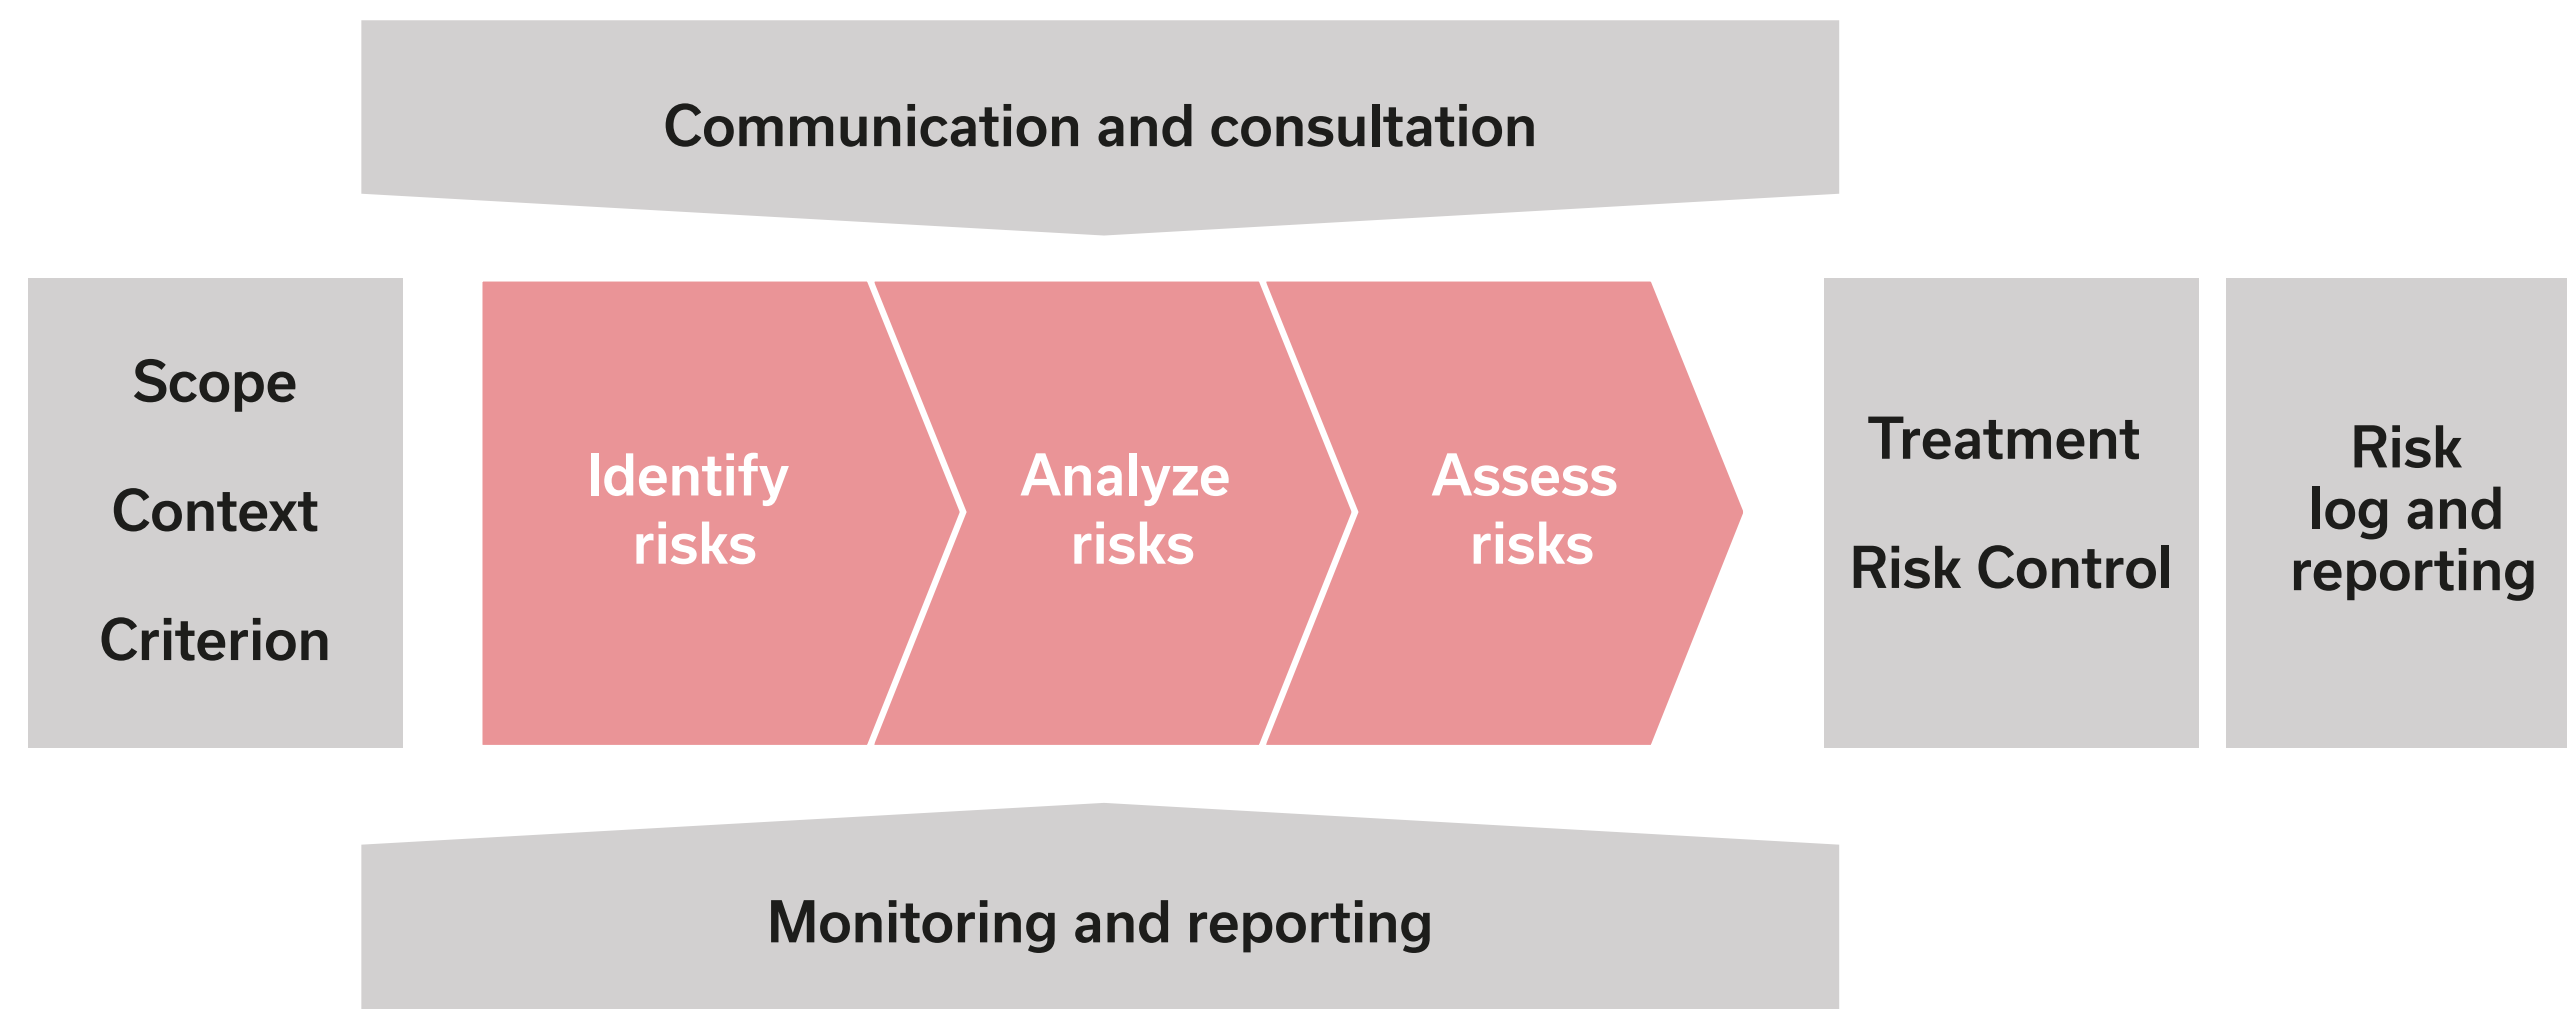 Communication and consultation
Scope
Context
Criterion
Identify
risks
Analyze
risks
Assess
risks
Treatment
Risk Control
Risk
log and
reporting
Monitoring and reporting